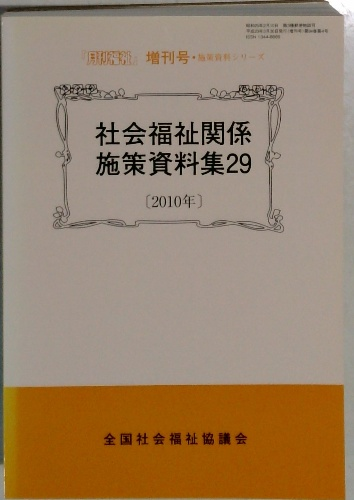 『月刊福祉』増刊号・施策資料シリーズ
社会福祉関係
施策資料集29
〔2010年〕
全国社会福祉協議会